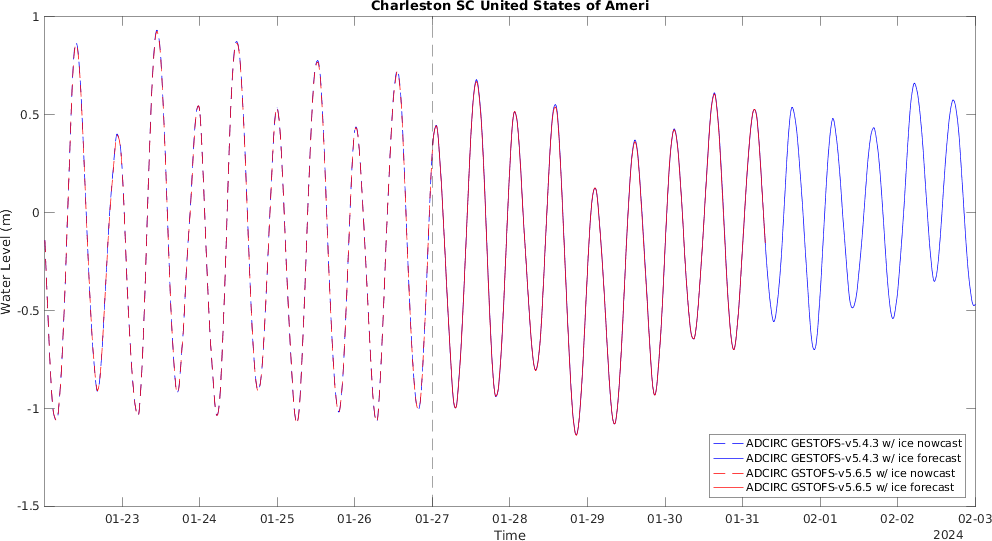 Charleston SC United States of Ameri
1
0.5
0
-0.5
-1
-1.5
Water Level (m)
ADCIRC GESTOFS-v5.4.3 w/ ice nowcast
ADCIRC GESTOFS-v5.4.3 w/ ice forecast
ADCIRC GSTOFS-v5.6.5 w/ ice nowcast
ADCIRC GSTOFS-v5.6.5 w/ ice forecast
01-23 01-24 01-25 01-26 01-27 01-28 01-29 01-30 01-31 02-01 02-02 02-03
Time
2024